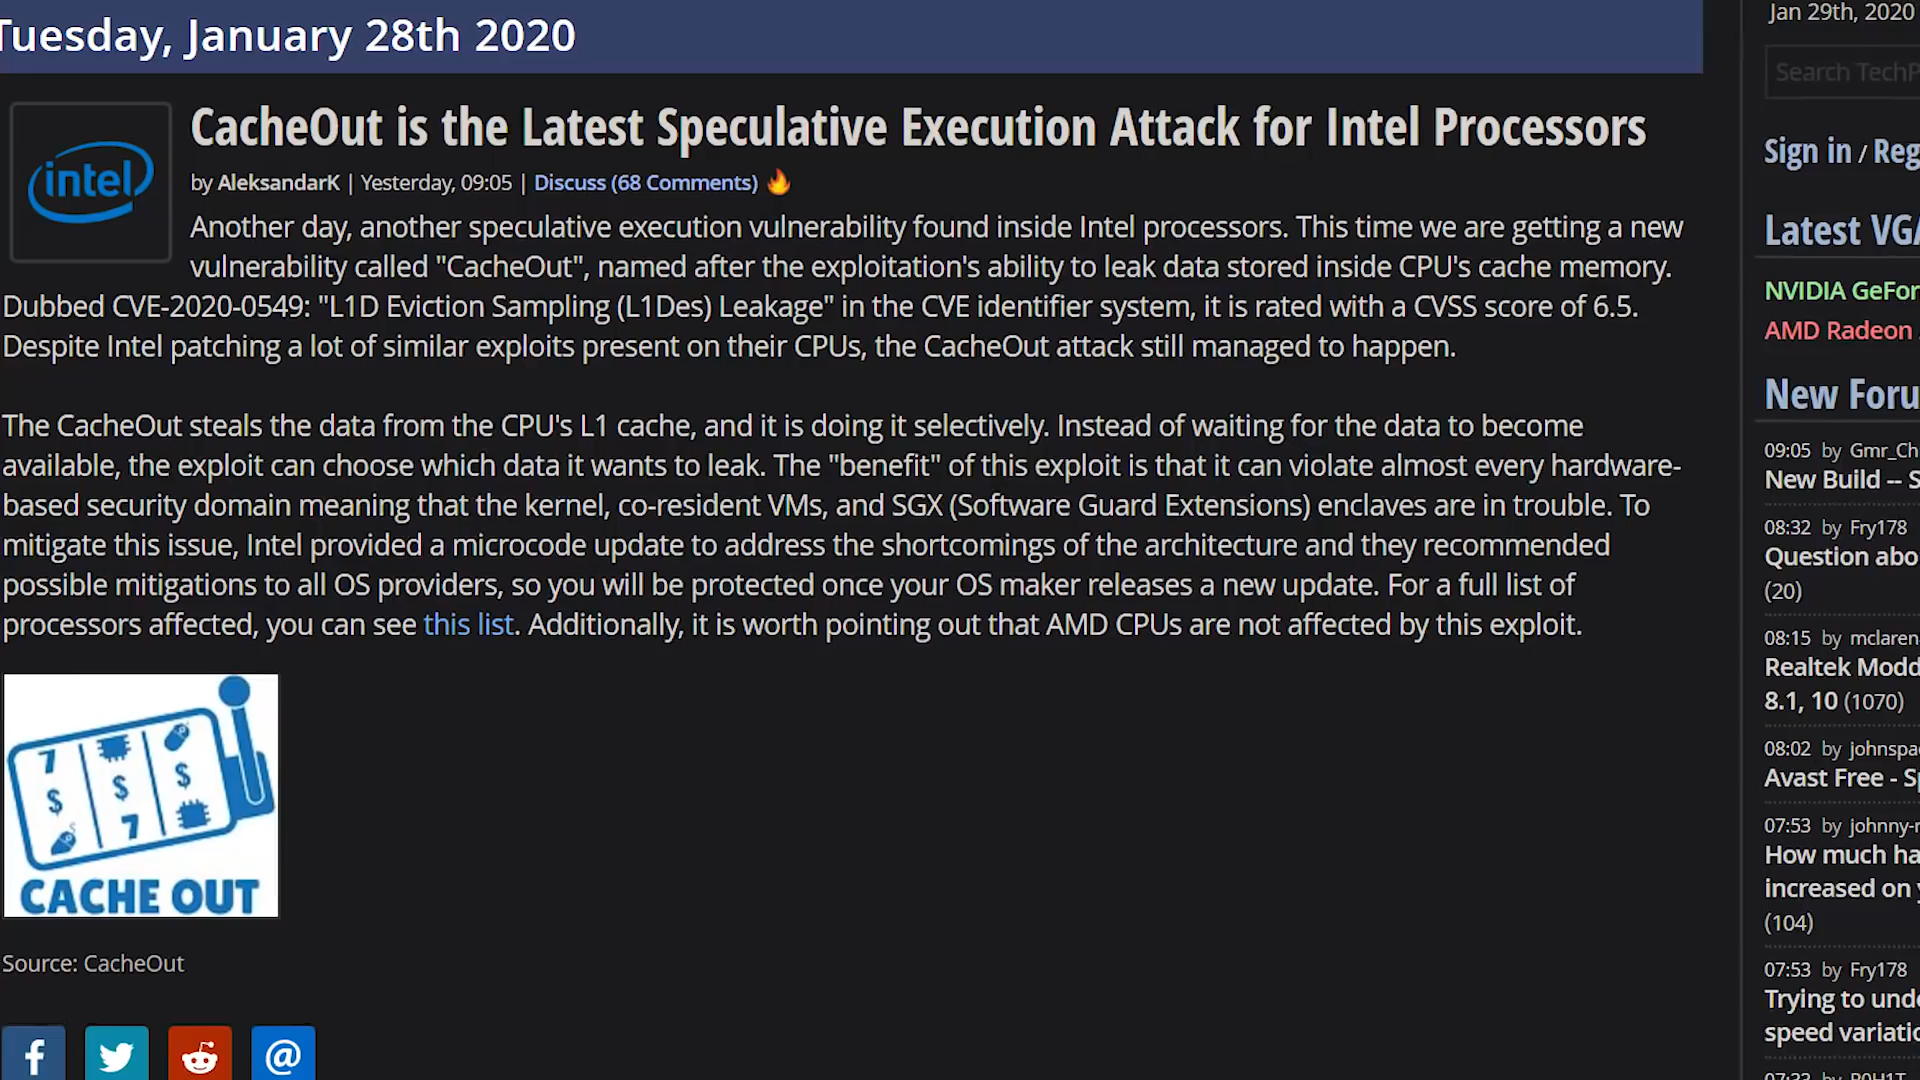 Tuesday, January 28th 2020
intel
CacheOut is the Latest Speculative Execution Attack for Intel Processors
by AleksandarK | Yesterday, 09:05 | Discuss (68 Comments)
Another day, another speculative execution vulnerability found inside Intel processors. This time we are getting a new
vulnerability called "CacheOut", named after the exploitation's ability to leak data stored inside CPU's cache memory.
Dubbed CVE-2020-0549: "L1D Eviction Sampling (L1Des) Leakage" in the CVE identifier system, it is rated with a CVSS score of 6.5.
Despite Intel patching a lot of similar exploits present on their CPUs, the CacheOut attack still managed to happen.
The CacheOut steals the data from the CPU's L1 cache, and it is doing it selectively. Instead of waiting for the data to become
available, the exploit can choose which data it wants to leak. The "benefit" of this exploit is that it can violate almost every hardware-
based security domain meaning that the kernel, co-resident VMs, and SGX (Software Guard Extensions) enclaves are in trouble. To
mitigate this issue, Intel provided a microcode update to address the shortcomings of the architecture and they recommended
possible mitigations to all OS providers, so you will be protected once your OS maker releases a new update. For a full list of
processors affected, you can see this list. Additionally, it is worth pointing out that AMD CPUs are not affected by this exploit.
7
$ $ $
7
CACHE OUT
Source: CacheOut
f @
Jan 29th, 2020
Search TechP
Sign in / Reg
Latest VGA
NVIDIA GeFor
AMD Radeon
New Foru
09:05 by Gmr_Ch
New Build -- S
08:32 by Fry178
Question abo
(20)
08:15 by mclaren
Realtek Modd
8.1, 10 (1070)
08:02 by johnspa
Avast Free - Sp
07:53 by johnny-
How much ha
increased on
(104)
07:53 by Fry178
Trying to und
speed variatio